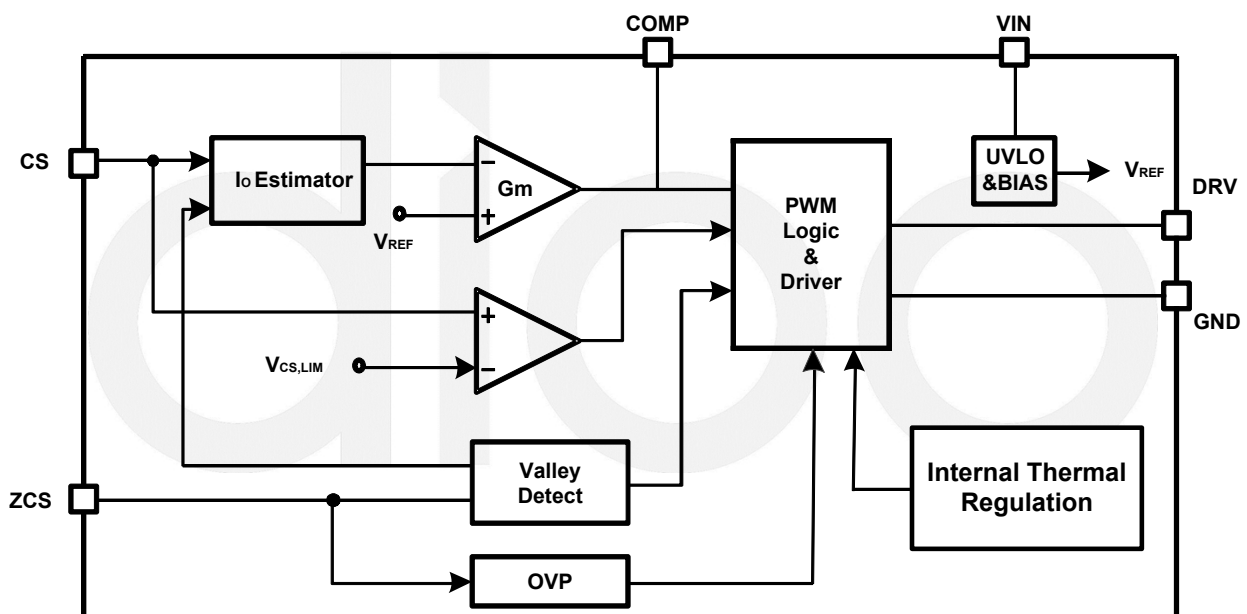 COMP
VIN
CS
Io Estimator
−
Gm
+
VREF
PWM
Logic
&
Driver
UVLO
&BIAS
VREF
DRV
GND
+
−
VCS,LIM
ZCS
Valley
Detect
OVP
Internal Thermal
Regulation
dioo